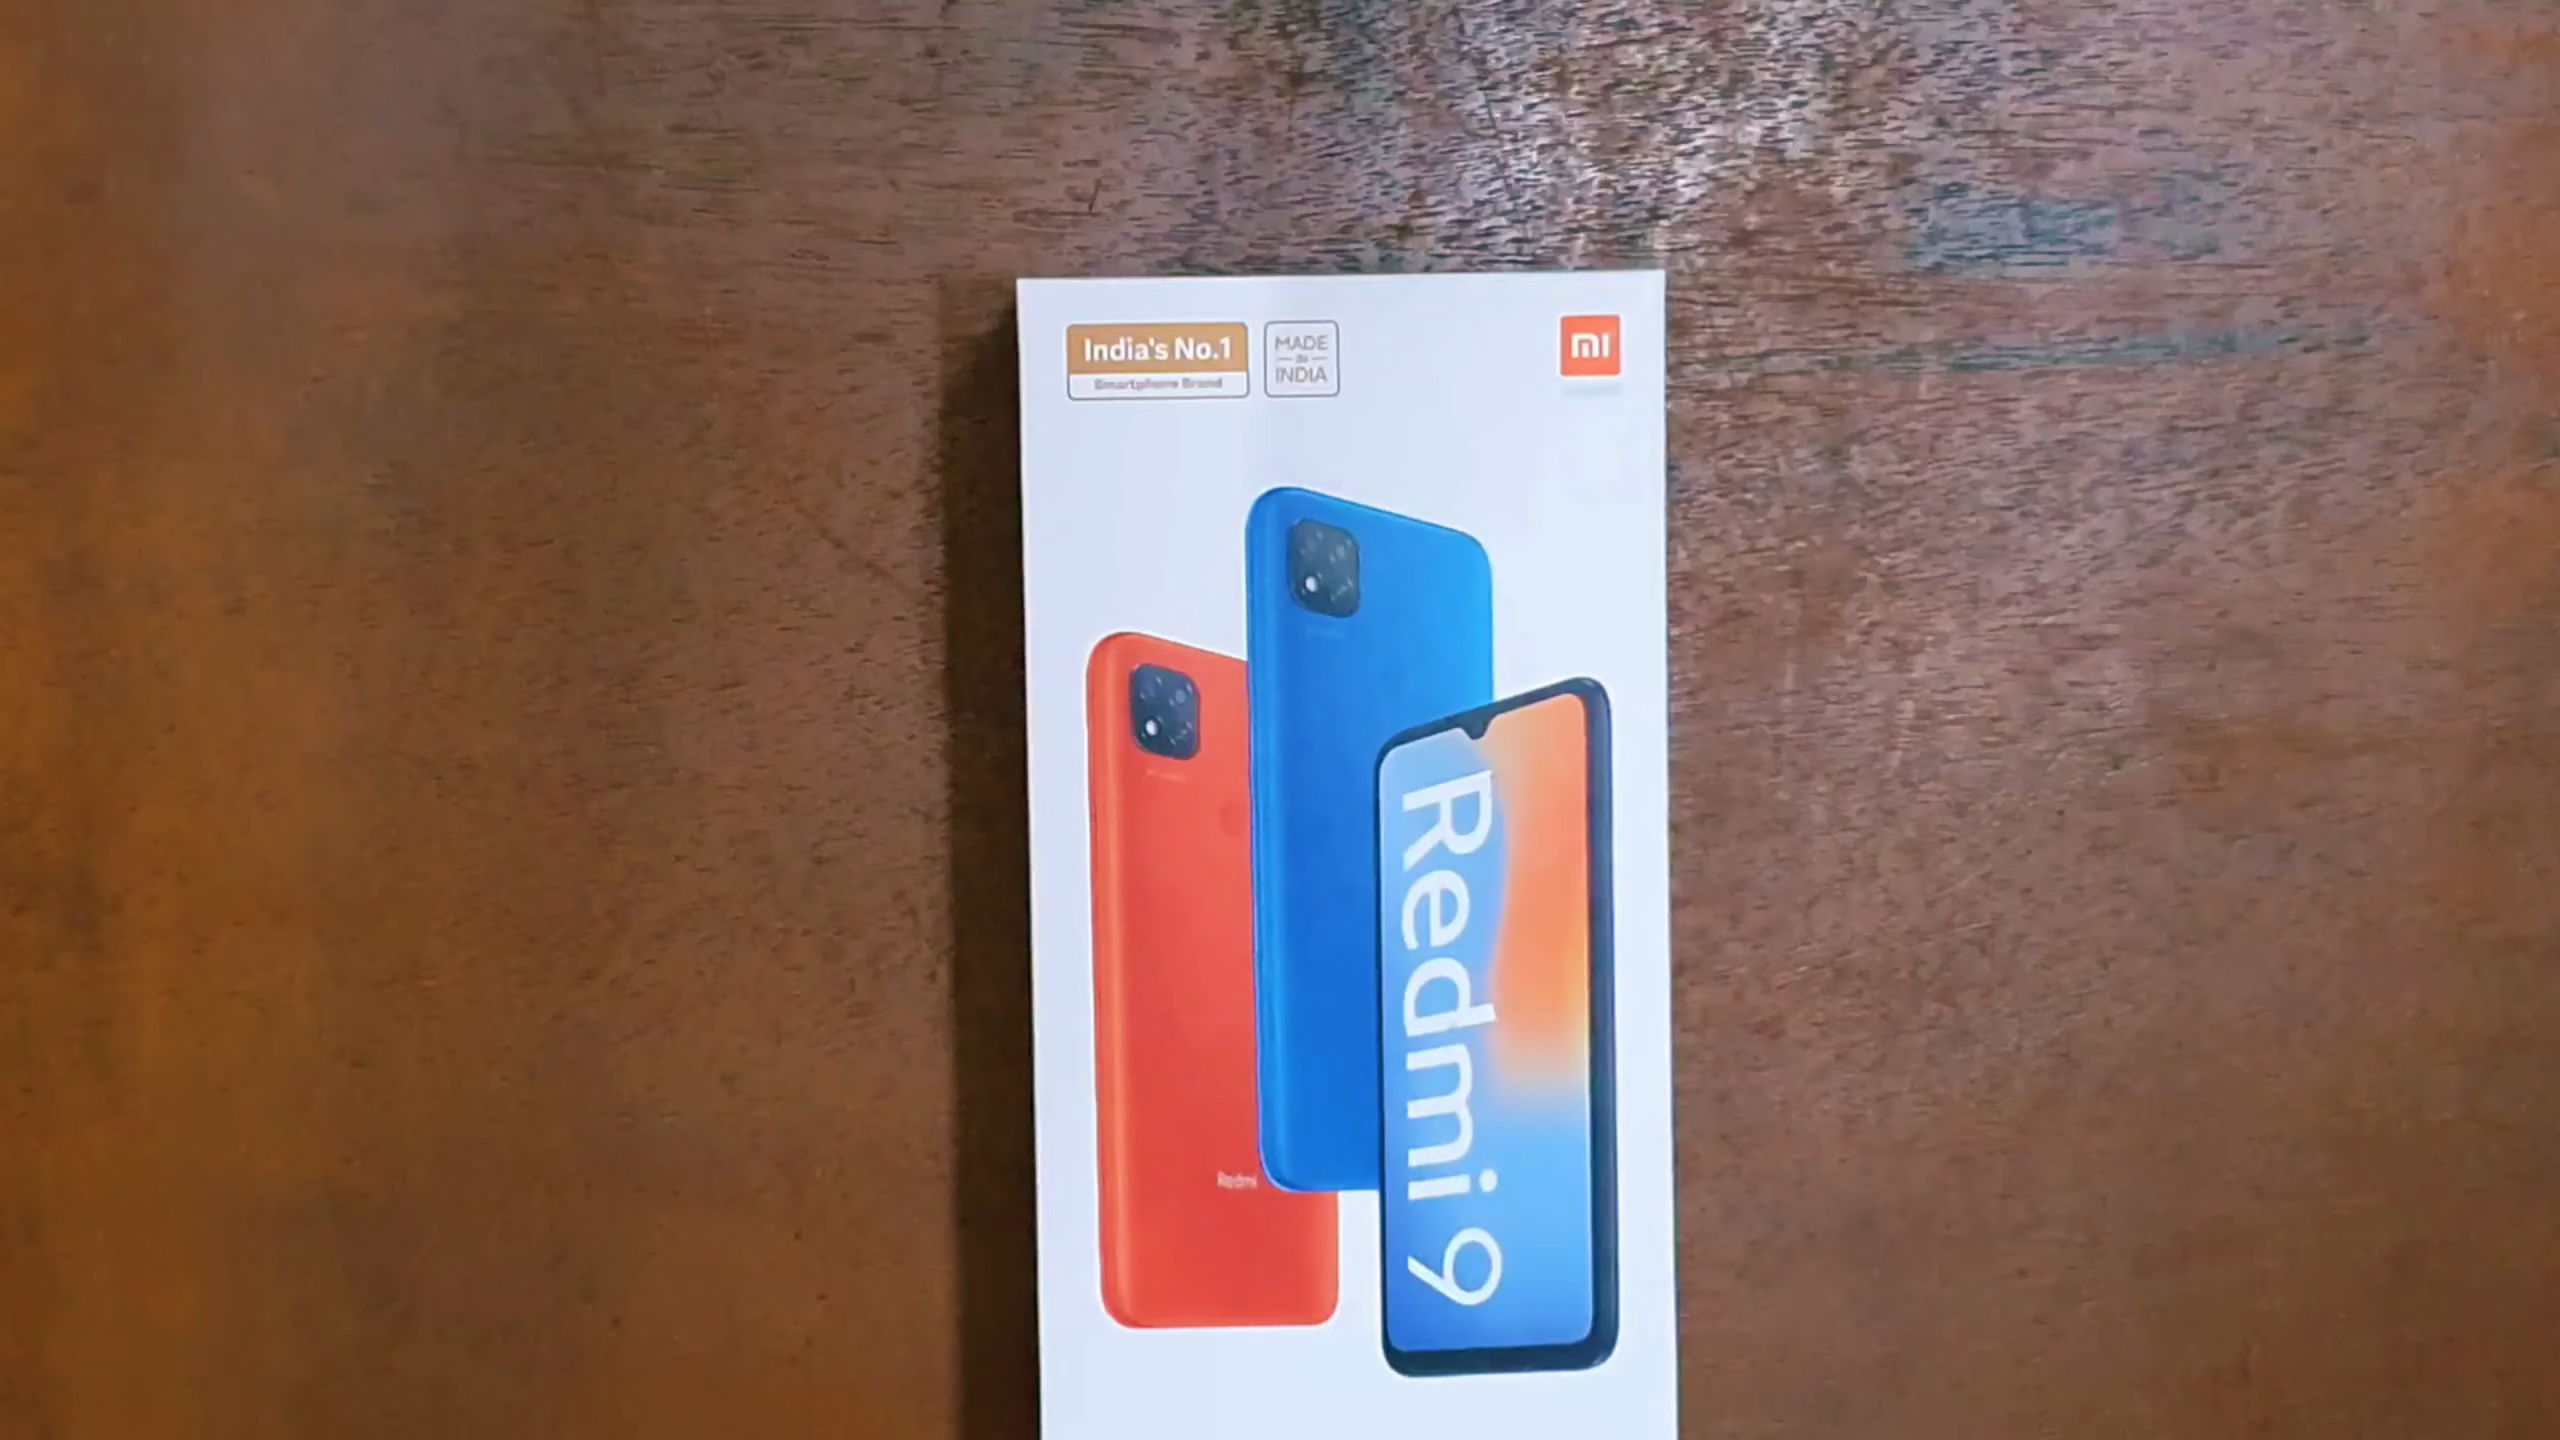 India's No.1
Smartphone Brand
MADE
IN
INDIA
mi
Redmi
Redmi 9